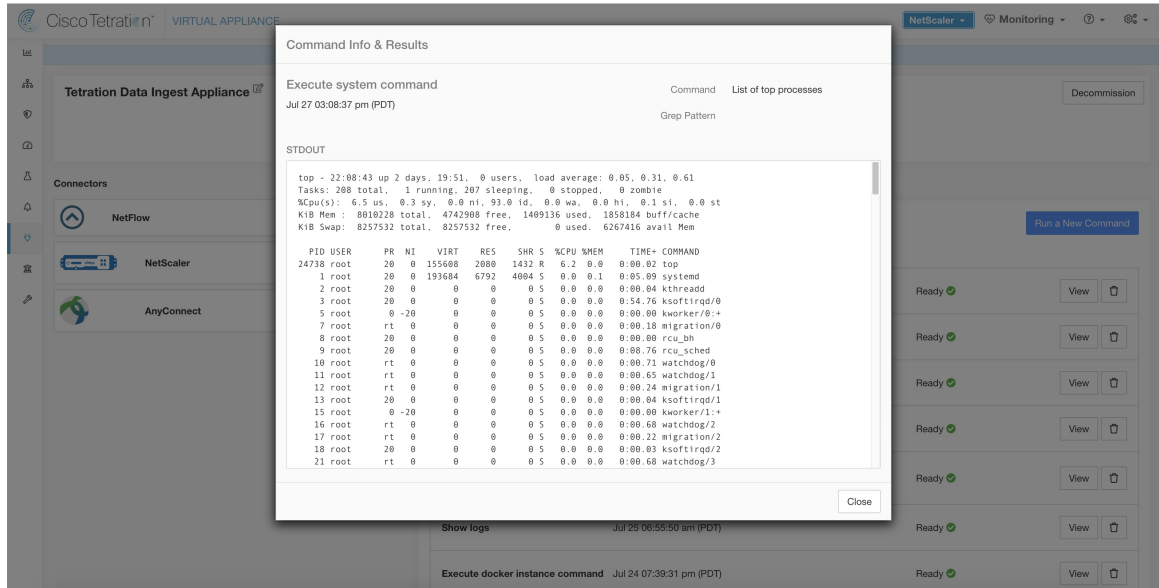 Cisco Tetration VIRTUAL APPLIANCE
NetScaler Monitoring
Tetration Data Ingest Appliance
Decommission
Connectors
NetFlow
NetScaler
AnyConnect
Run a New Command
Command Info & Results
Execute system command
Jul 27 03:08:37 pm (PDT)
Command List of top processes
Grep Pattern
STDOUT
top - 22:08:43 up 2 days, 19:51, 0 users, load average: 0.05, 0.31, 0.61
Tasks: 208 total, 1 running, 207 sleeping, 0 stopped, 0 zombie
%Cpu(s): 6.5 us, 0.3 sy, 0.0 ni, 93.0 id, 0.0 wa, 0.0 hi, 0.1 si, 0.0 st
KiB Mem : 8010228 total, 4742908 free, 1409136 used, 1858184 buff/cache
KiB Swap: 8257532 total, 8257532 free, 0 used. 6267416 avail Mem
PID USER PR NI VIRT RES SHR S %CPU %MEM TIME+ COMMAND
24738 root 20 0 155608 2080 1432 R 6.2 0.0 0:00.02 top
1 root 20 0 193684 6792 4004 S 0.0 0.1 0:05.09 systemd
2 root 20 0 0 0 0 S 0.0 0.0 0:00.04 kthreadd
3 root 20 0 0 0 0 S 0.0 0.0 0:54.76 ksoftirqd/0
5 root 0 -20 0 0 0 S 0.0 0.0 0:00.00 kworker/0:+
7 root rt 0 0 0 0 S 0.0 0.0 0:00.18 migration/0
8 root 20 0 0 0 0 S 0.0 0.0 0:00.00 rcu_bh
9 root 20 0 0 0 0 S 0.0 0.0 0:08.76 rcu_sched
10 root rt 0 0 0 0 S 0.0 0.0 0:00.71 watchdog/0
11 root rt 0 0 0 0 S 0.0 0.0 0:00.65 watchdog/1
12 root rt 0 0 0 0 S 0.0 0.0 0:00.24 migration/1
13 root 20 0 0 0 0 S 0.0 0.0 0:00.04 ksoftirqd/1
15 root 0 -20 0 0 0 S 0.0 0.0 0:00.00 kworker/1:+
16 root rt 0 0 0 0 S 0.0 0.0 0:00.68 watchdog/2
17 root rt 0 0 0 0 S 0.0 0.0 0:00.22 migration/2
18 root 20 0 0 0 0 S 0.0 0.0 0:00.03 ksoftirqd/2
21 root rt 0 0 0 0 S 0.0 0.0 0:00.68 watchdog/3
Close
Ready View
Ready View
Ready View
Ready View
Ready View
Show logs Jul 25 06:55:50 am (PDT) Ready View
Execute docker instance command Jul 24 07:39:31 pm (PDT) Ready View